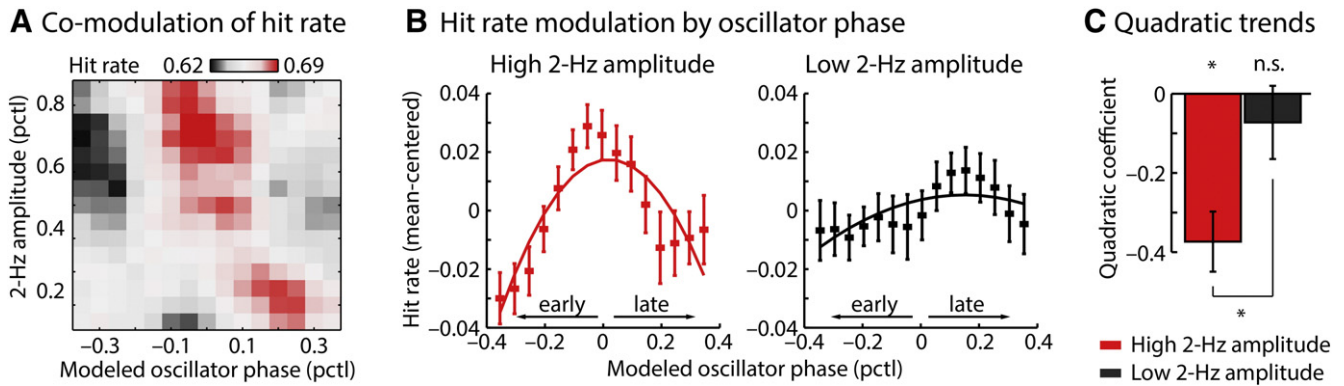 A Co-modulation of hit rate
Hit rate 0.62 0.69
2-Hz amplitude (pctl)
0.8
0.6
0.4
0.2
−0.3 −0.1 0.1 0.3
Modeled oscillator phase (pctl)
B Hit rate modulation by oscillator phase
High 2-Hz amplitude Low 2-Hz amplitude
Hit rate (mean-centered)
0.04
0.02
0
−0.02
−0.04
early late
−0.4 −0.2 0 0.2 0.4
0.04
0.02
0
−0.02
−0.04
early late
−0.4 −0.2 0 0.2 0.4
Modeled oscillator phase (pctl)
C Quadratic trends
* n.s.
Quadratic coefficient
0
−0.2
−0.4
*
High 2-Hz amplitude
Low 2-Hz amplitude